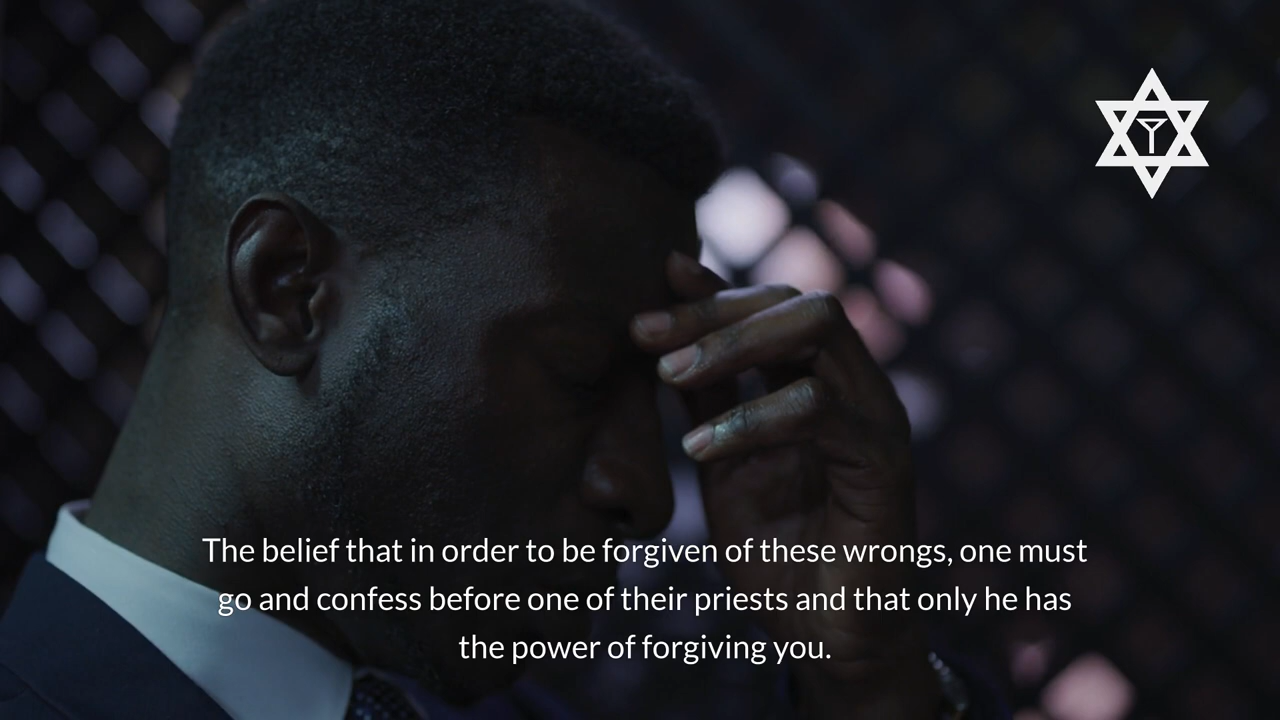 The belief that in order to be forgiven of these wrongs, one must
go and confess before one of their priests and that only he has
the power of forgiving you.